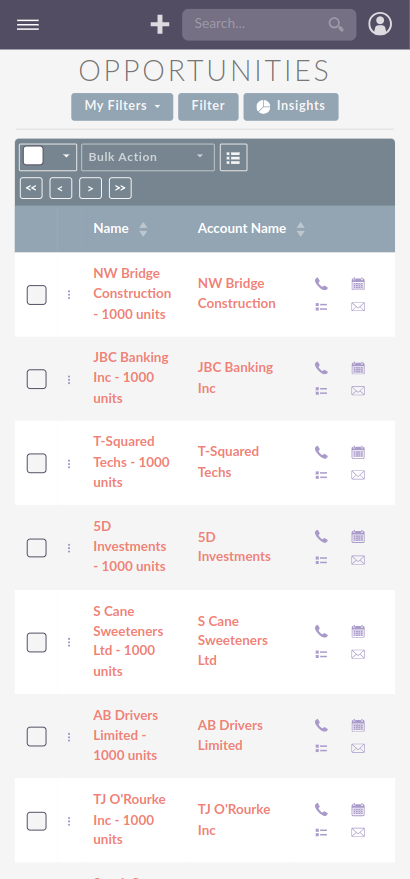 Search...
OPPORTUNITIES
My Filters Filter Insights
Bulk Action
<< < > >>
Name Account Name
NW Bridge
Construction
- 1000 units
NW Bridge
Construction
JBC Banking
Inc - 1000
units
JBC Banking
Inc
T-Squared
Techs - 1000
units
T-Squared
Techs
5D
Investments
- 1000 units
5D
Investments
S Cane
Sweeteners
Ltd - 1000
units
S Cane
Sweeteners
Ltd
AB Drivers
Limited -
1000 units
AB Drivers
Limited
TJ O'Rourke
Inc - 1000
units
TJ O'Rourke
Inc